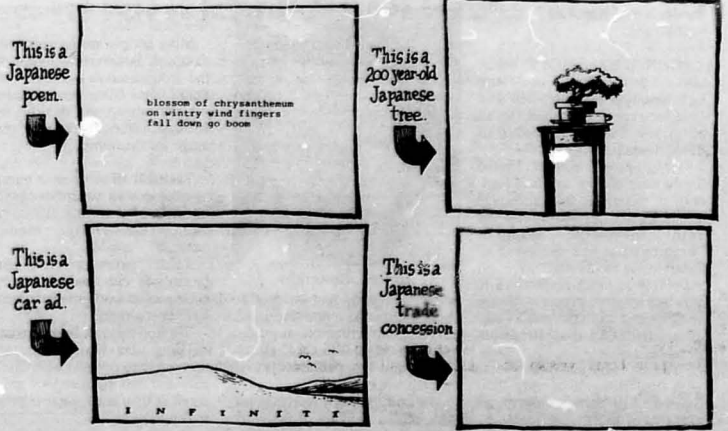 This is a
Japanese
poem.
blossom of chrysanthemum
on wintry wind fingers
fall down go boom
This is a
200 year-old
Japanese
tree.
This is a
Japanese
car ad.
INFINITI
This is a
Japanese
trade
concession